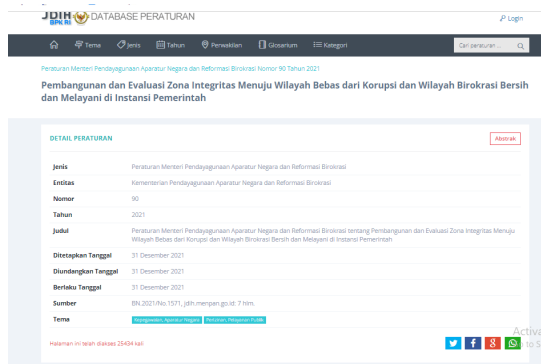 JDIH BPK RI DATABASE PERATURAN
Login
Tema Jenis Tahun Perwakilan Glosarium Kategori Cari peraturan ...
Peraturan Menteri Pendayagunaan Aparatur Negara dan Reformasi Birokrasi Nomor 90 Tahun 2021
Pembangunan dan Evaluasi Zona Integritas Menuju Wilayah Bebas dari Korupsi dan Wilayah Birokrasi Bersih
dan Melayani di Instansi Pemerintah
DETAIL PERATURAN
Abstrak
Jenis Peraturan Menteri Pendayagunaan Aparatur Negara dan Reformasi Birokrasi
Entitas Kementerian Pendayagunaan Aparatur Negara dan Reformasi Birokrasi
Nomor 90
Tahun 2021
Judul Peraturan Menteri Pendayagunaan Aparatur Negara dan Reformasi Birokrasi tentang Pembangunan dan Evaluasi Zona Integritas Menuju
Wilayah Bebas dari Korupsi dan Wilayah Birokrasi Bersih dan Melayani di Instansi Pemerintah
Ditetapkan Tanggal 31 Desember 2021
Diundangkan Tanggal 31 Desember 2021
Berlaku Tanggal 31 Desember 2021
Sumber BN.2021/No.1571, jdih.menpan.go.id: 7 hlm.
Tema Kepegawaian, Aparatur Negara Perizinan, Pelayanan Publik
Halaman ini telah diakses 25434 kali
Activa
to S